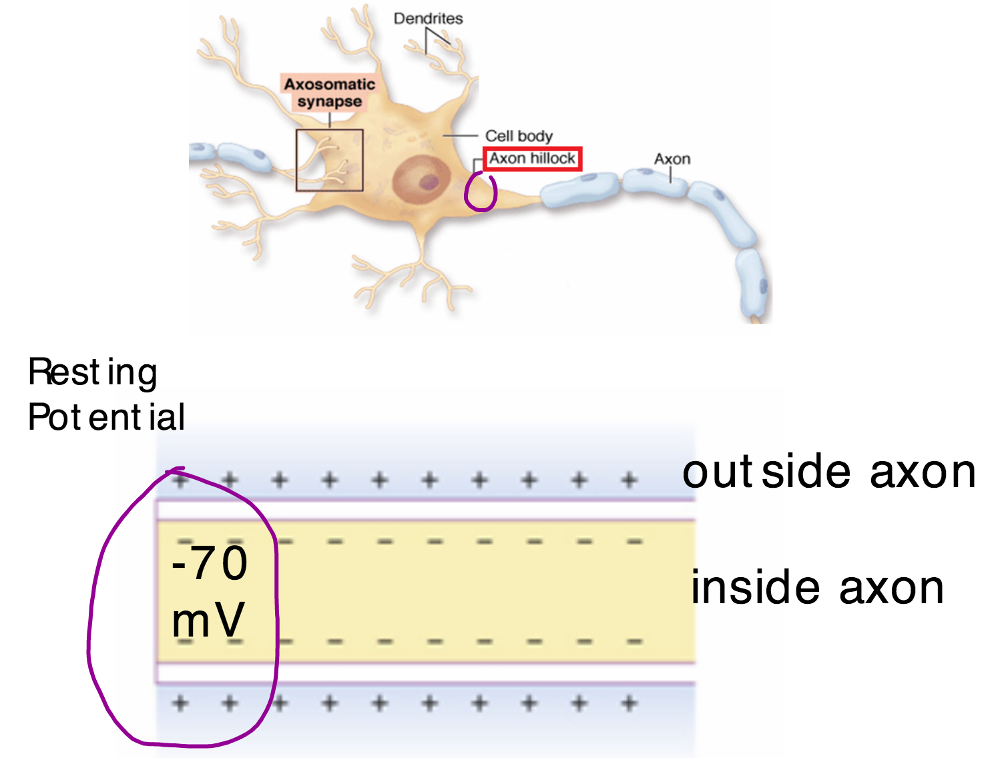 Dendrites
Axosomatic
synapse
Cell body
Axon hillock
Axon
Resting
Potential
+ + + + + + + + + +
outside axon
- - - - - - - - - -
-70
mV
inside axon
- - - - - - - - - -
+ + + + + + + + + +